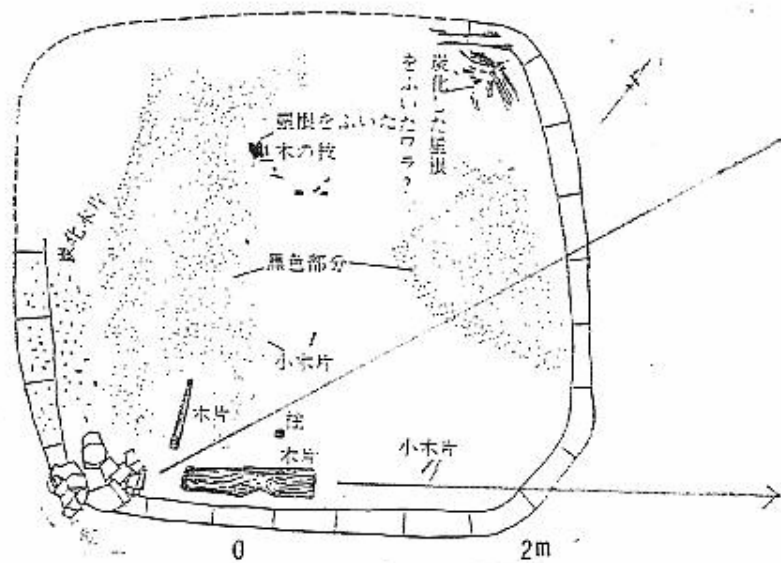 炭化した屋根
をふいたワラ？
屋根をふいた
木の枝
炭化木片
黒色部分
小木片
木片
木片
小木片
0 2m